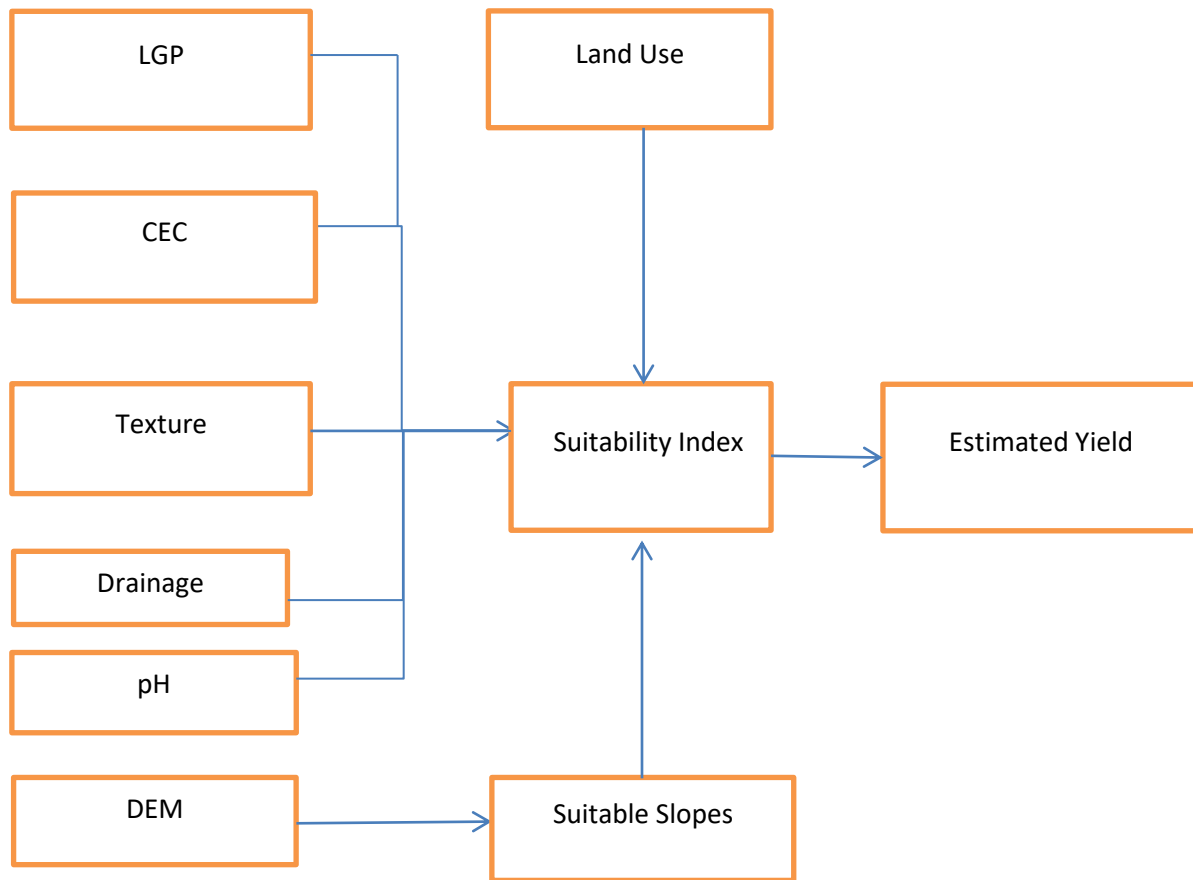 LGP
Land Use
CEC
Texture
Suitability Index
Estimated Yield
Drainage
pH
DEM
Suitable Slopes